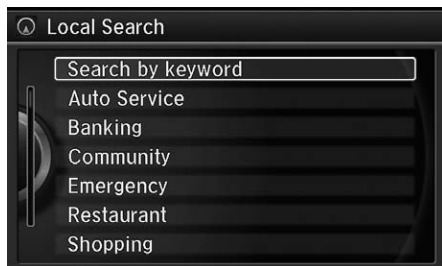 Local Search
Search by keyword
Auto Service
Banking
Community
Emergency
Restaurant
Shopping